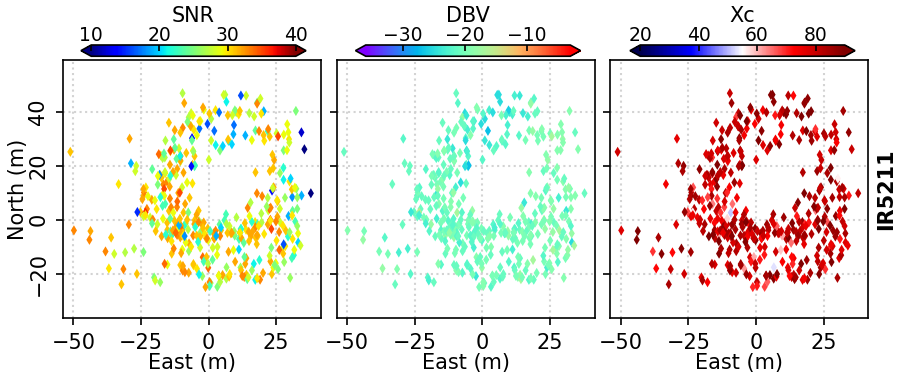 SNR DBV Xc
10 20 30 40 −30 −20 −10 20 40 60 80
40
20
0
−20
North (m)
IR5211
−50 −25 0 25 −50 −25 0 25 −50 −25 0 25
East (m) East (m) East (m)